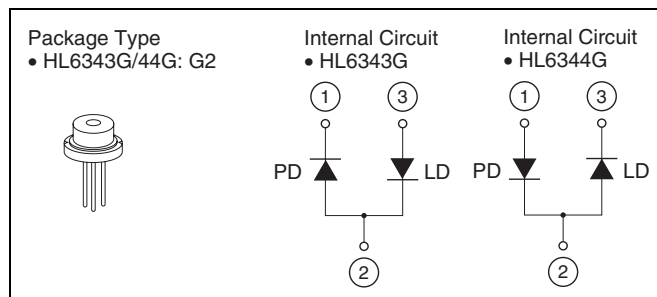 Package Type
• HL6343G/44G: G2
Internal Circuit
• HL6343G
1
3
PD
LD
2
Internal Circuit
• HL6344G
1
3
PD
LD
2